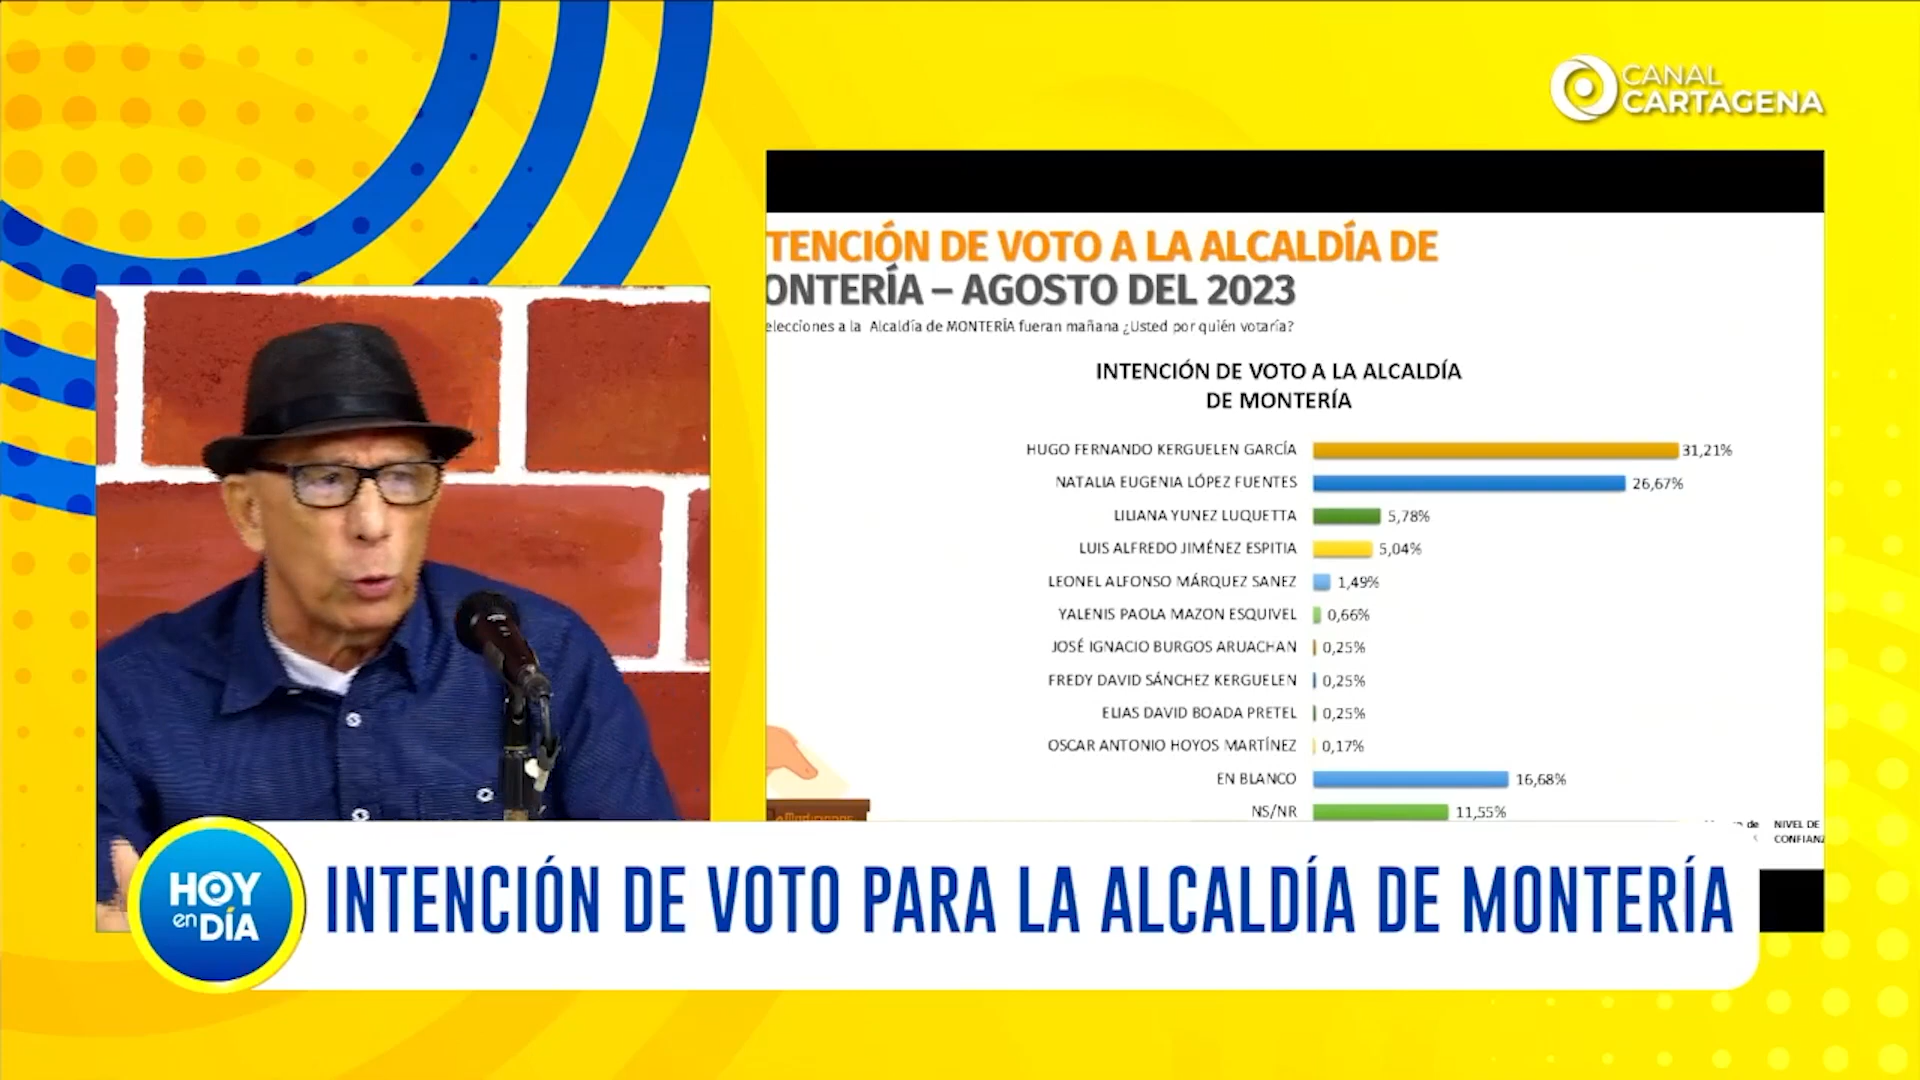 CANAL
CARTAGENA
TENCIÓN DE VOTO A LA ALCALDÍA DE
ONTERÍA – AGOSTO DEL 2023
elecciones a la Alcaldía de MONTERÍA fueran mañana ¿Usted por quién votaría?
INTENCIÓN DE VOTO A LA ALCALDÍA
DE MONTERÍA
HUGO FERNANDO KERGUELEN GARCÍA 31,21%
NATALIA EUGENIA LÓPEZ FUENTES 26,67%
LILIANA YUNEZ LUQUETTA 5,78%
LUIS ALFREDO JIMÉNEZ ESPITIA 5,04%
LEONEL ALFONSO MÁRQUEZ SANEZ 1,49%
YALENIS PAOLA MAZON ESQUIVEL 0,66%
JOSÉ IGNACIO BURGOS ARUACHAN 0,25%
FREDY DAVID SÁNCHEZ KERGUELEN 0,25%
ELIAS DAVID BOADA PRETEL 0,25%
OSCAR ANTONIO HOYOS MARTÍNEZ 0,17%
EN BLANCO 16,68%
NS/NR 11,55%
de NIVEL DE
CONFIANZ
HOY
en DÍA
INTENCIÓN DE VOTO PARA LA ALCALDÍA DE MONTERÍA